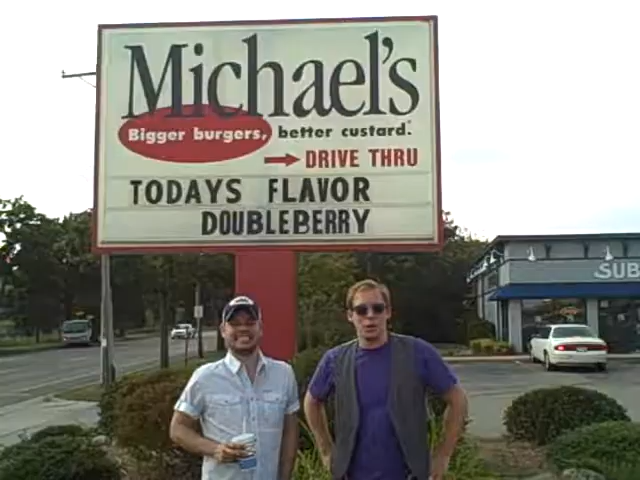 Michael's
Bigger burgers, better custard.
DRIVE THRU
TODAYS FLAVOR
DOUBLEBERRY
SUB